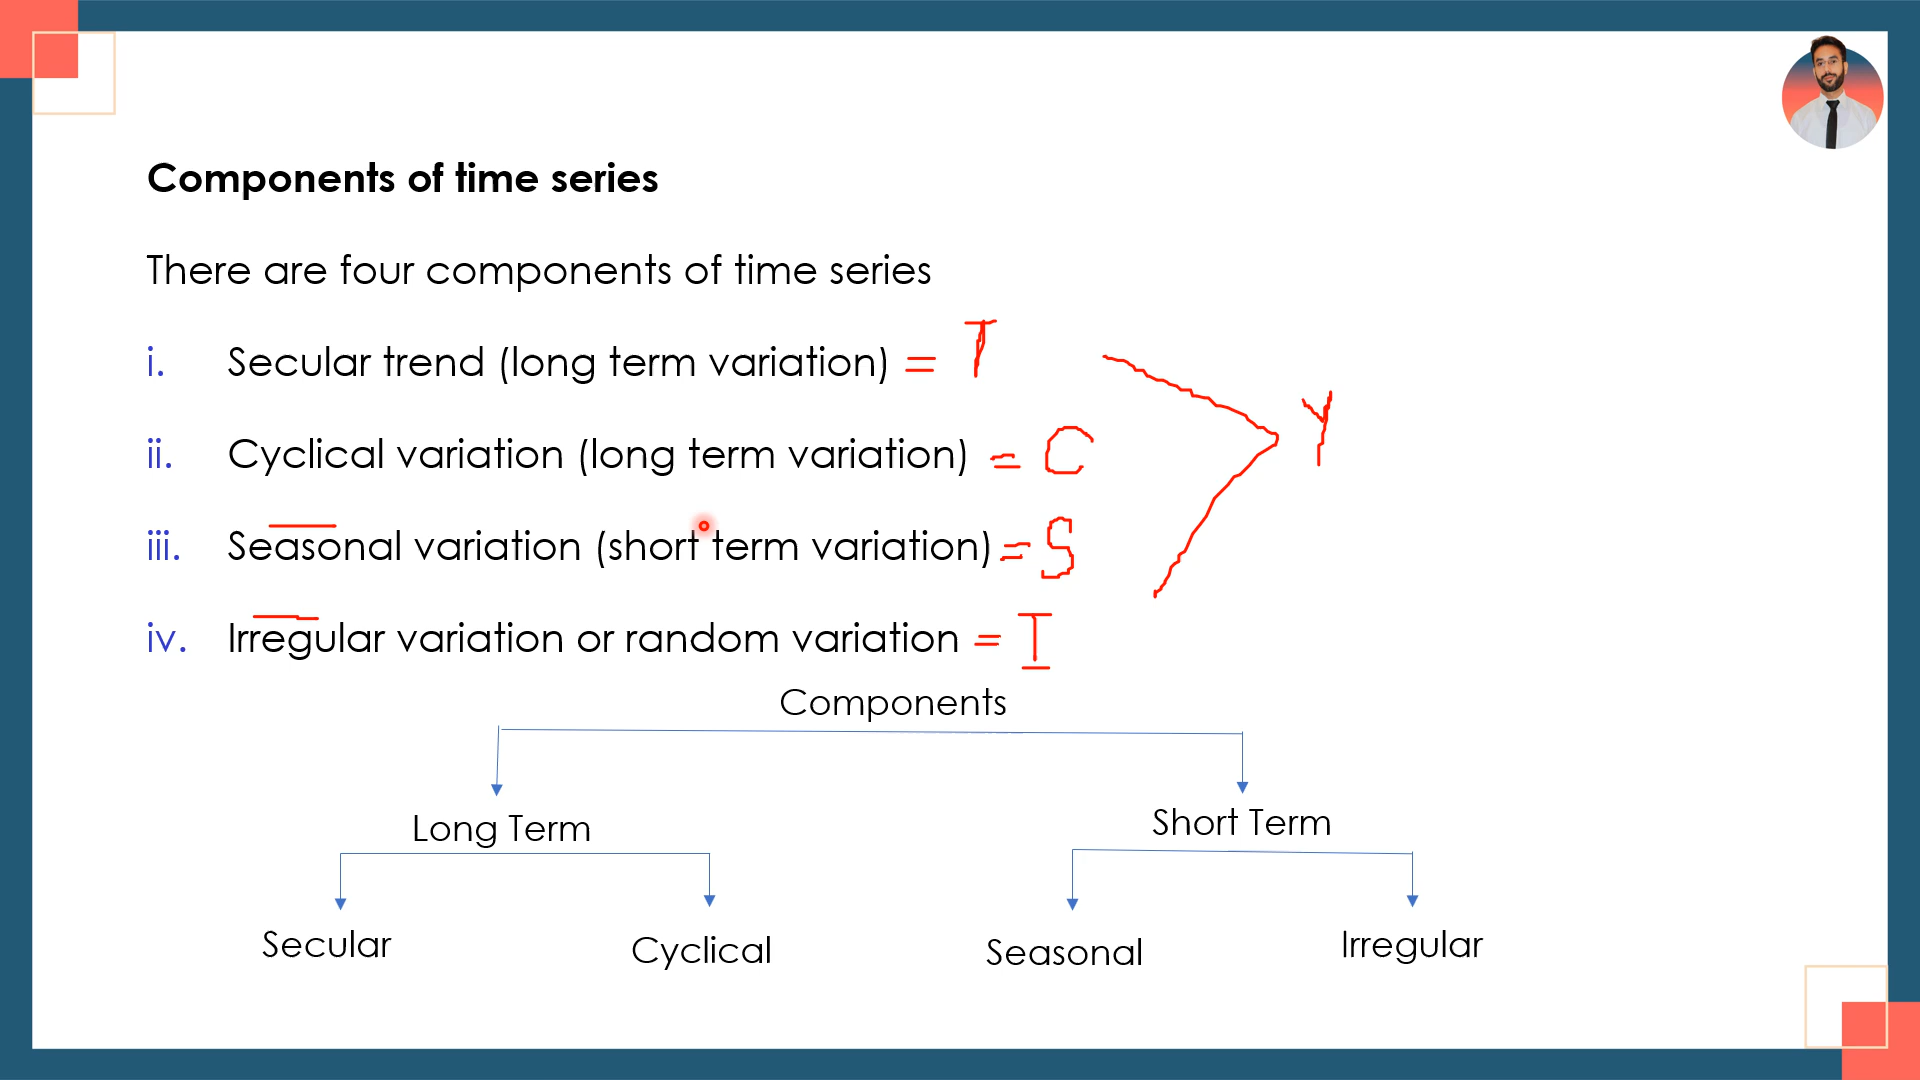 Components of time series
There are four components of time series
i. Secular trend (long term variation) = T
Y
ii. Cyclical variation (long term variation) = C
iii. Seasonal variation (short term variation) = S
iv. Irregular variation or random variation = I
Components
Long Term Short Term
Secular Cyclical Seasonal Irregular